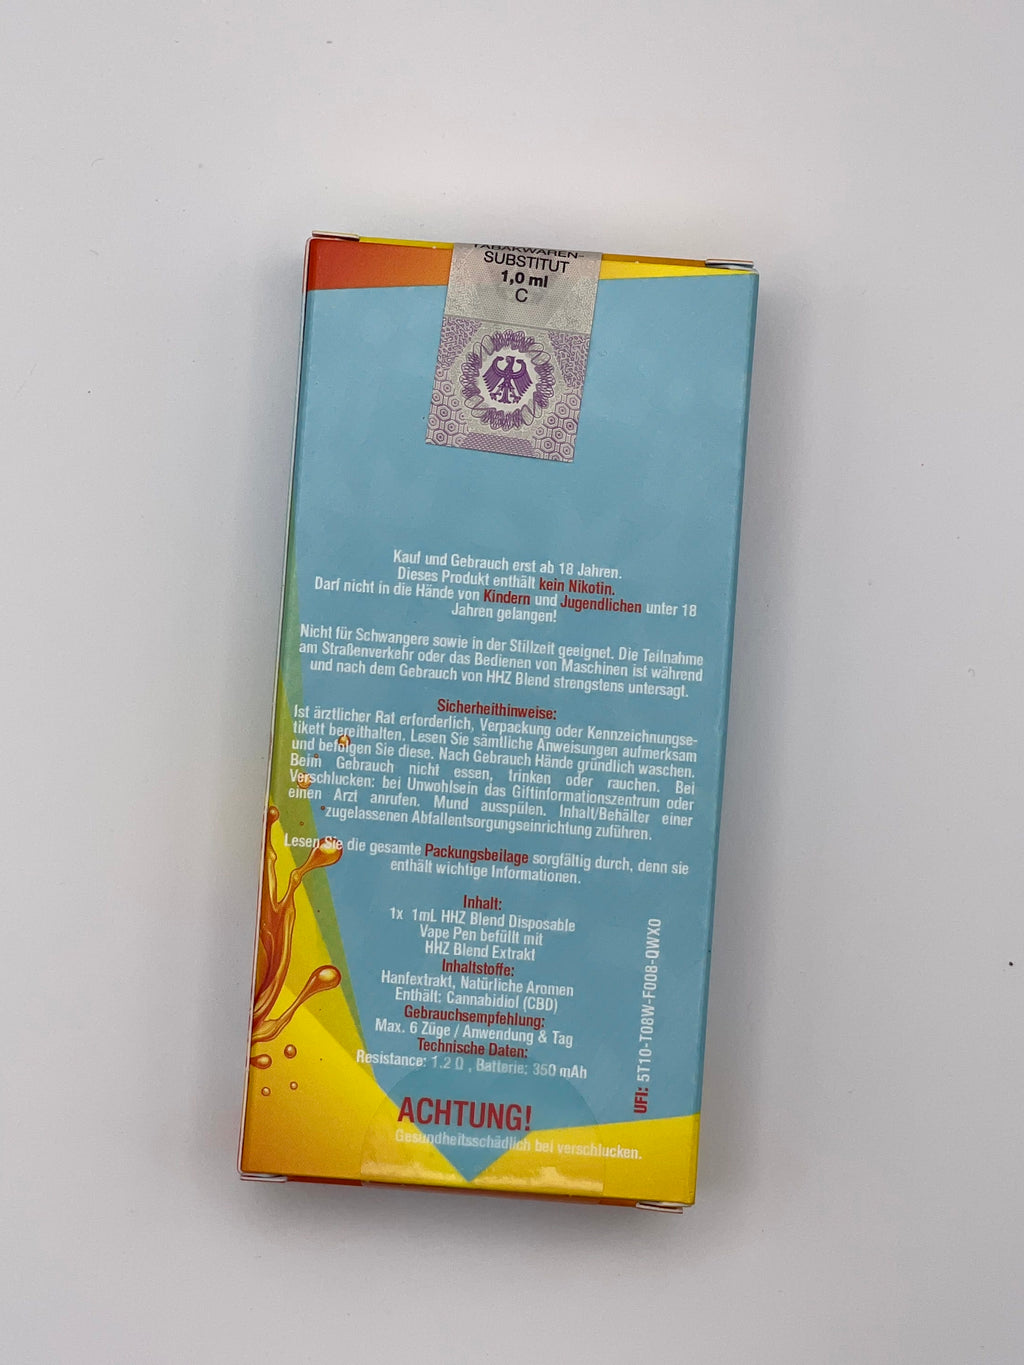 TABAKWAREN-
SUBSTITUT
1,0 ml
C
Kauf und Gebrauch erst ab 18 Jahren.
Dieses Produkt enthält kein Nikotin.
Darf nicht in die Hände von Kindern und Jugendlichen unter 18
Jahren gelangen!
Nicht für Schwangere sowie in der Stillzeit geeignet. Die Teilnahme
am Straßenverkehr oder das Bedienen von Maschinen ist während
und nach dem Gebrauch von HHZ Blend strengstens untersagt.
Sicherheithinweise:
Ist ärztlicher Rat erforderlich, Verpackung oder Kennzeichnungse-
tikett bereithalten. Lesen Sie sämtliche Anweisungen aufmerksam
und befolgen Sie diese. Nach Gebrauch Hände gründlich waschen.
Beim Gebrauch nicht essen, trinken oder rauchen. Bei
Verschlucken: bei Unwohlsein das Giftinformationszentrum oder
einen Arzt anrufen. Mund ausspülen. Inhalt/Behälter einer
zugelassenen Abfallentsorgungseinrichtung zuführen.
Lesen Sie die gesamte Packungsbeilage sorgfältig durch, denn sie
enthält wichtige Informationen.
Inhalt:
1x 1mL HHZ Blend Disposable
Vape Pen befüllt mit
HHZ Blend Extrakt
Inhaltstoffe:
Hanfextrakt, Natürliche Aromen
Enthält: Cannabidiol (CBD)
Gebrauchsempfehlung:
Max. 6 Züge / Anwendung & Tag
Technische Daten:
Resistance: 1.2 Ω , Batterie: 350 mAh
ACHTUNG!
Gesundheitsschädlich bei verschlucken.
UFI: 5T10-T08W-F008-QWX0